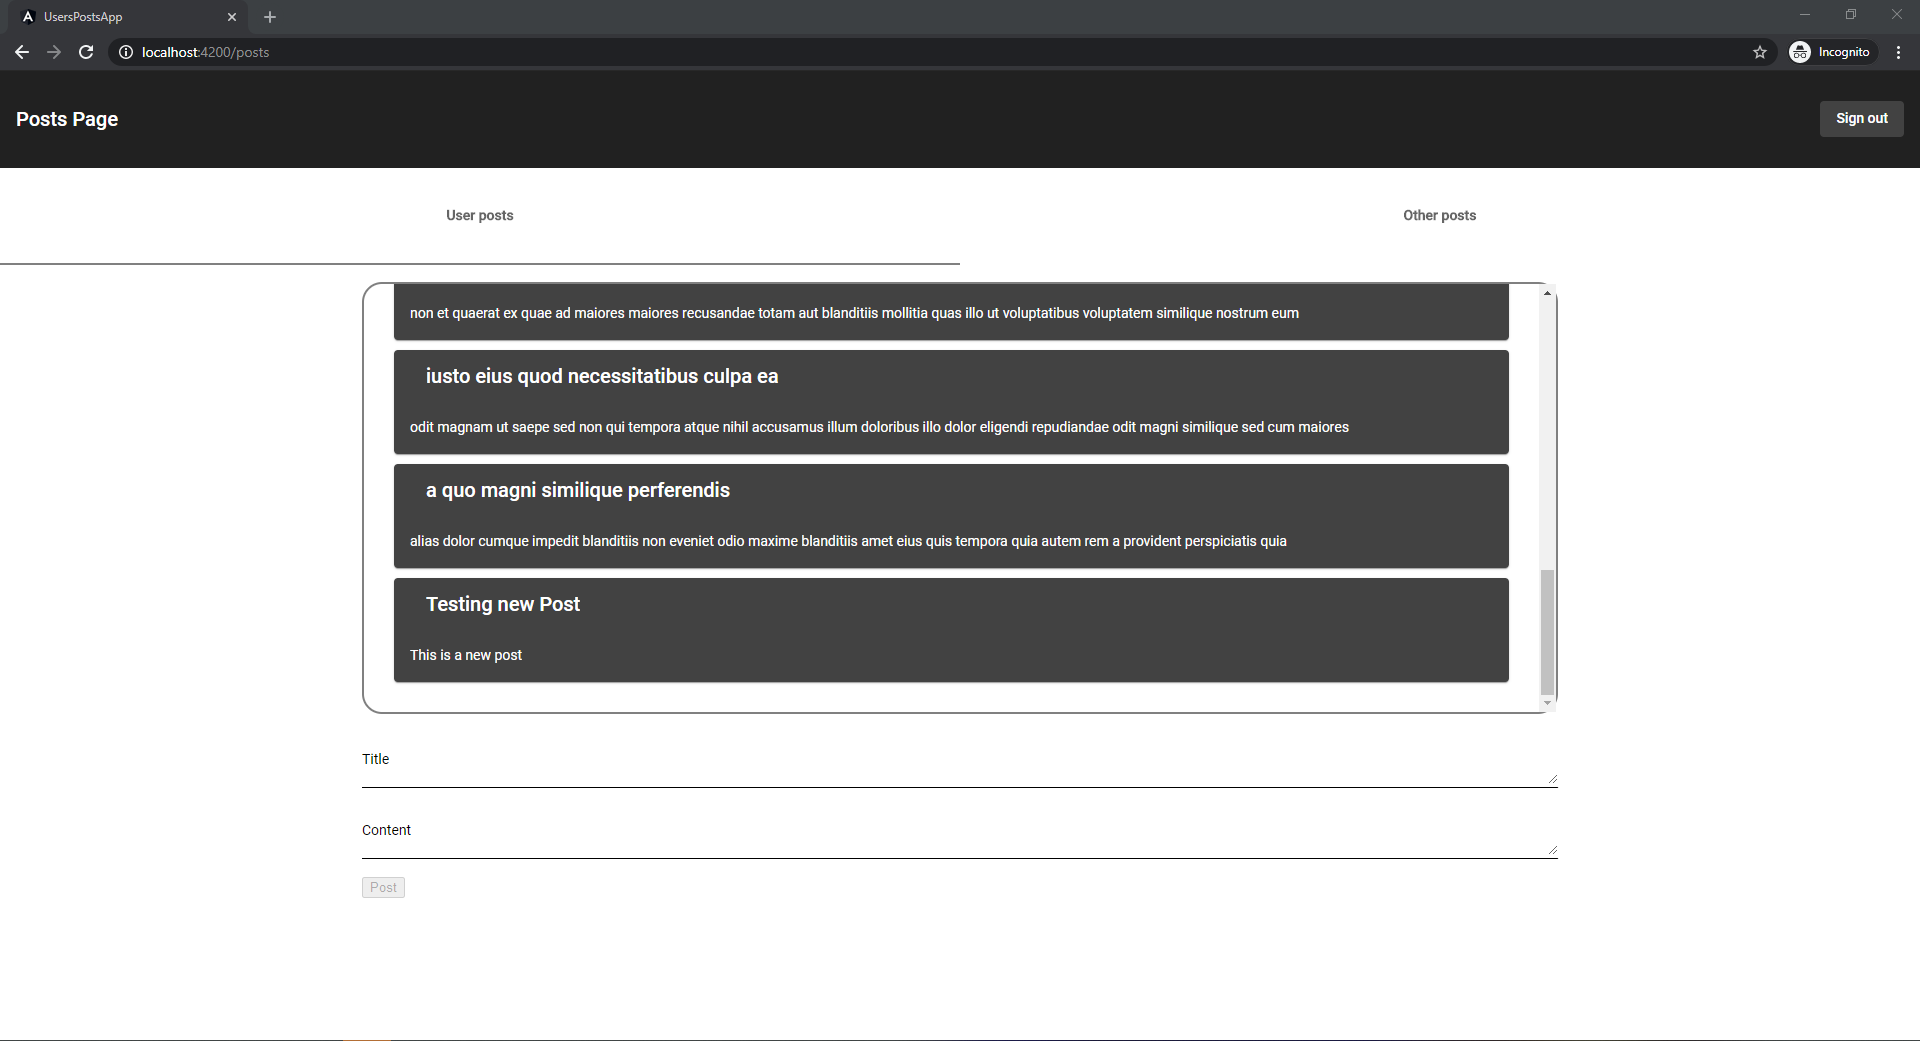 UsersPostsApp
localhost:4200/posts
Incognito
Posts Page
Sign out
User posts
Other posts
non et quaerat ex quae ad maiores maiores recusandae totam aut blanditiis mollitia quas illo ut voluptatibus voluptatem similique nostrum eum
iusto eius quod necessitatibus culpa ea
odit magnam ut saepe sed non qui tempora atque nihil accusamus illum doloribus illo dolor eligendi repudiandae odit magni similique sed cum maiores
a quo magni similique perferendis
alias dolor cumque impedit blanditiis non eveniet odio maxime blanditiis amet eius quis tempora quia autem rem a provident perspiciatis quia
Testing new Post
This is a new post
Title
Content
Post